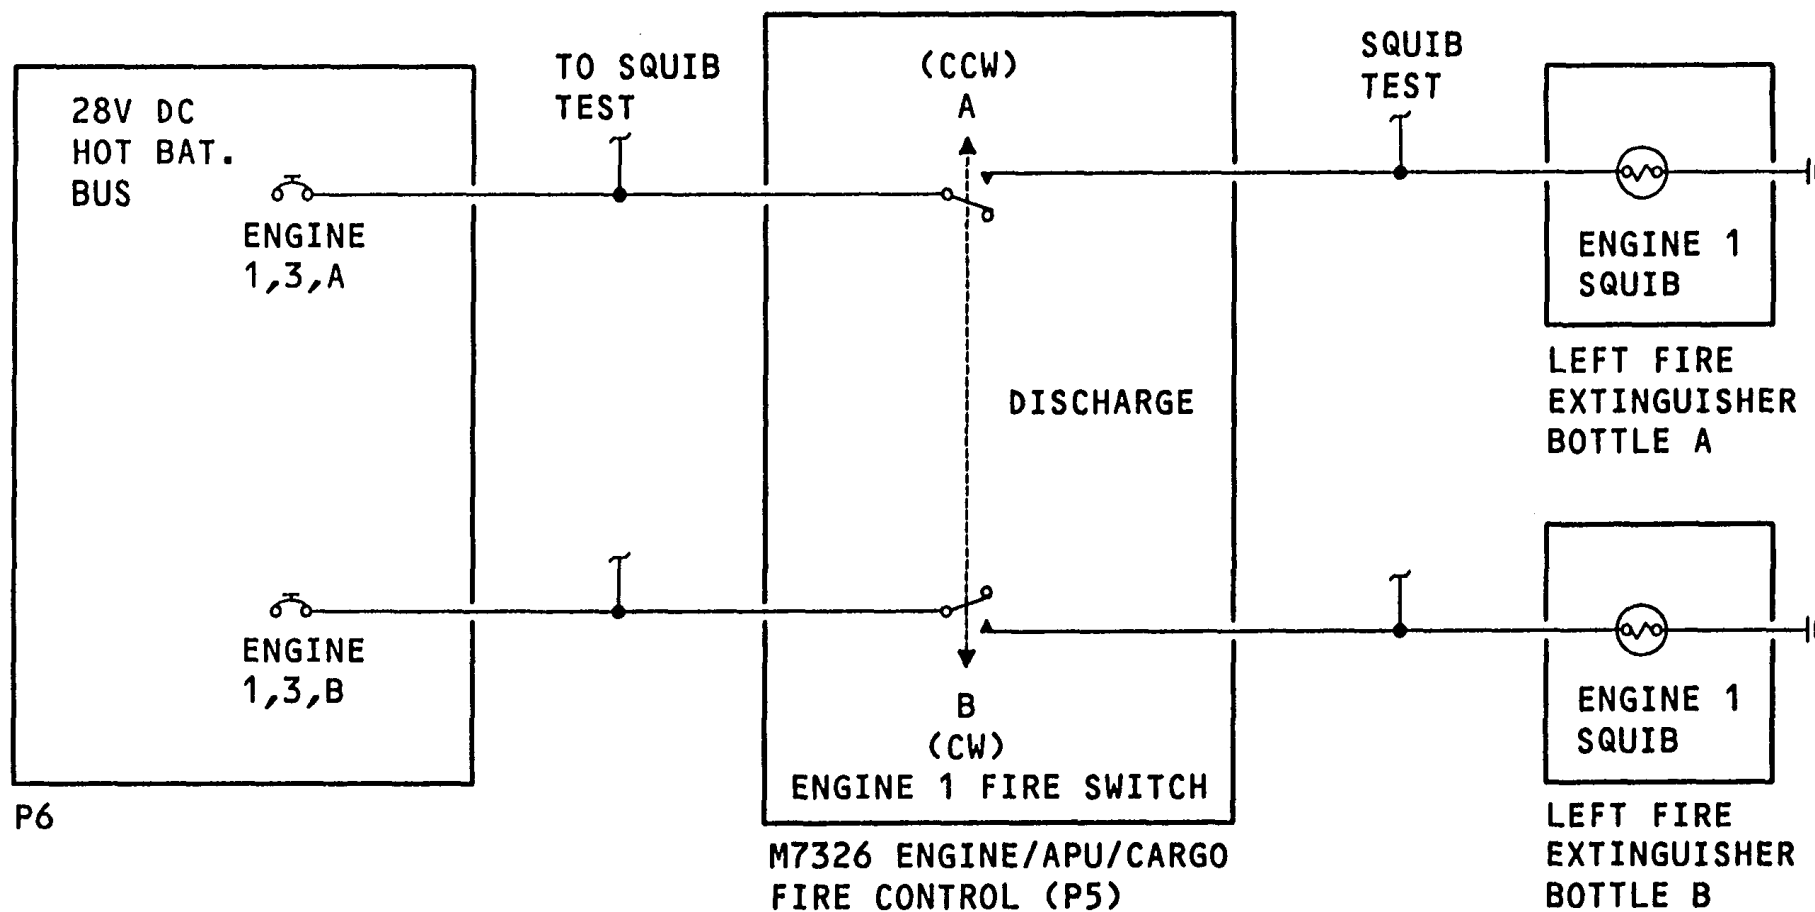 28V DC
HOT BAT.
BUS
ENGINE
1,3,A
ENGINE
1,3,B
P6
TO SQUIB
TEST
(CCW)
A
DISCHARGE
B
(CW)
ENGINE 1 FIRE SWITCH
M7326 ENGINE/APU/CARGO
FIRE CONTROL (P5)
SQUIB
TEST
ENGINE 1
SQUIB
LEFT FIRE
EXTINGUISHER
BOTTLE A
ENGINE 1
SQUIB
LEFT FIRE
EXTINGUISHER
BOTTLE B